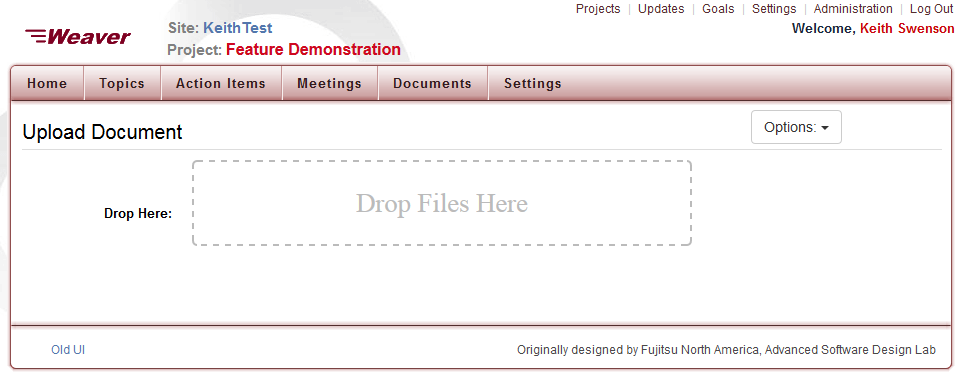 Projects | Updates | Goals | Settings | Administration | Log Out
Weaver
Site: KeithTest
Welcome, Keith Swenson
Project: Feature Demonstration
Home Topics Action Items Meetings Documents Settings
Upload Document
Options:
Drop Here:
Drop Files Here
Old UI
Originally designed by Fujitsu North America, Advanced Software Design Lab